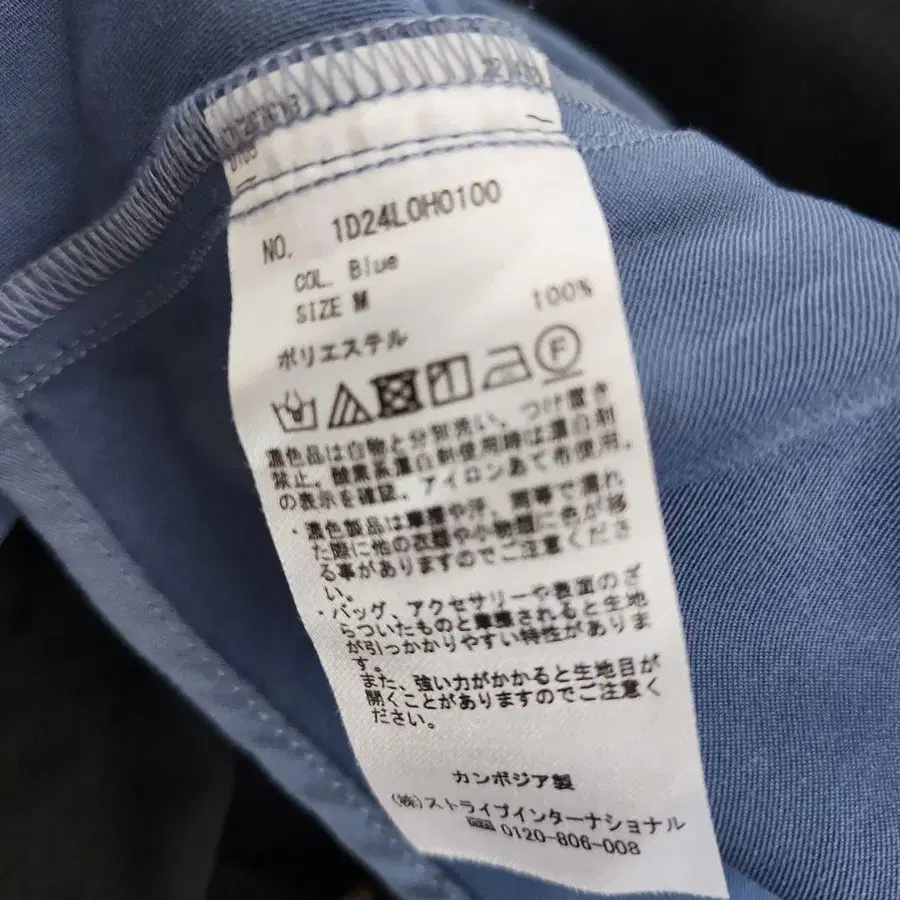 NO. 1D24L0H0100
COL. Blue
SIZE M
ポリエステル 100%
F
濃色品は白物と分別洗い、つけ置き
禁止。酸素系漂白剤使用時は漂白剤
の表示を確認。アイロンあて布使用。
・濃色製品は摩擦や汗、雨等で濡れ
た際に他の衣類や小物類に色が移
る事がありますのでご注意くださ
い。
・バッグ、アクセサリーや表面のざ
らついたものと摩擦されると生地
が引っかかりやすい特性がありま
す。
また、強い力がかかると生地目が
開くことがありますのでご注意く
ださい。
カンボジア製
(株)ストライプインターナショナル
0120-806-008